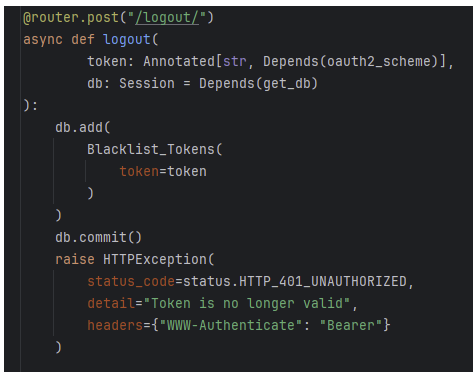 @router.post("/logout/")
async def logout(
        token: Annotated[str, Depends(oauth2_scheme)],
        db: Session = Depends(get_db)
):
    db.add(
        Blacklist_Tokens(
            token=token
        )
    )
    db.commit()
    raise HTTPException(
        status_code=status.HTTP_401_UNAUTHORIZED,
        detail="Token is no longer valid",
        headers={"WWW-Authenticate": "Bearer"}
    )